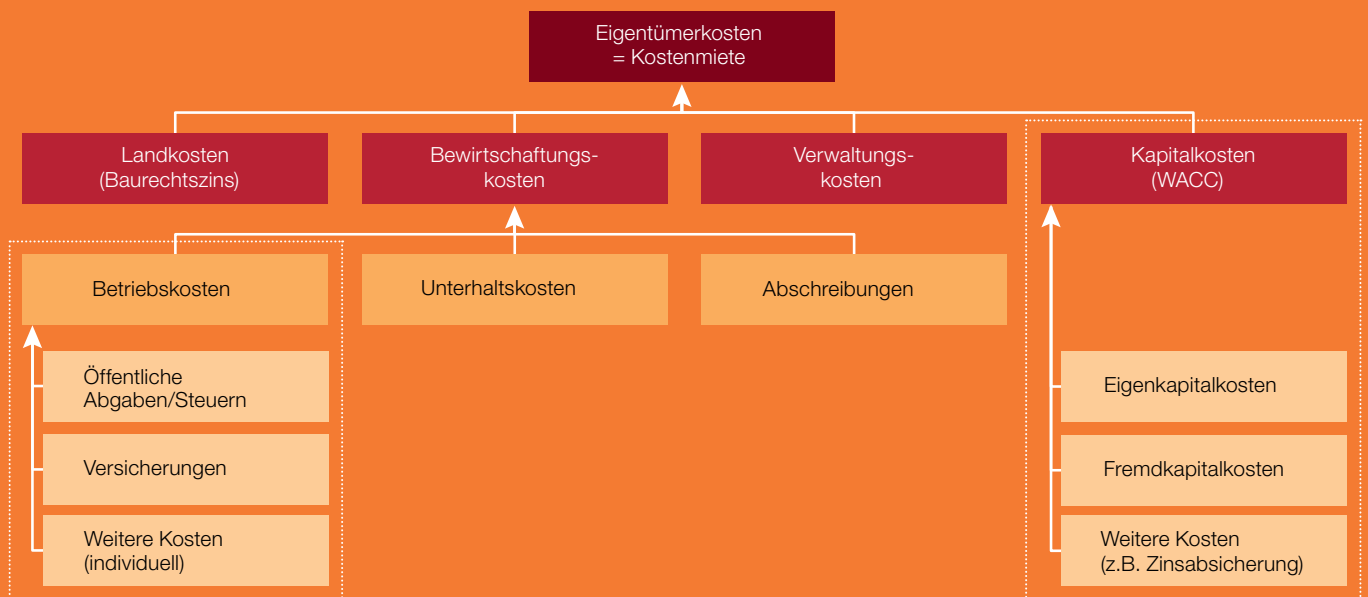 Eigentümerkosten
= Kostenmiete
Landkosten
(Baurechtszins)
Bewirtschaftungs-
kosten
Verwaltungs-
kosten
Kapitalkosten
(WACC)
Betriebskosten
Unterhaltskosten
Abschreibungen
Öffentliche
Abgaben/Steuern
Versicherungen
Weitere Kosten
(individuell)
Eigenkapitalkosten
Fremdkapitalkosten
Weitere Kosten
(z.B. Zinsabsicherung)